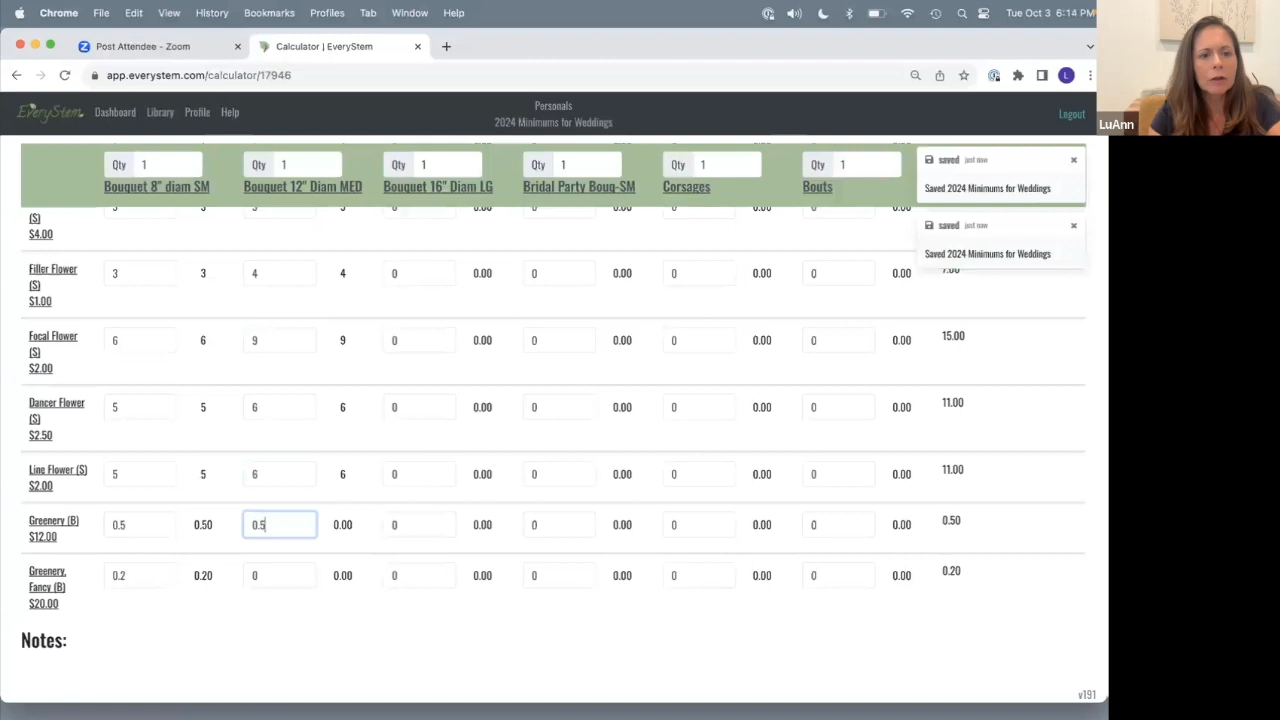 Chrome File Edit View History Bookmarks Profiles Tab Window Help Tue Oct 3 6:14 PM
Post Attendee - Zoom
Calculator | EveryStem
app.everystem.com/calculator/17946
EveryStem Dashboard Library Profile Help
Personals
2024 Minimums for Weddings
Logout
LuAnn
Qty 1 Qty 1 Qty 1 Qty 1 Qty 1 Qty 1
Bouquet 8" diam SM Bouquet 12" Diam MED Bouquet 16" Diam LG Bridal Party Bouq-SM Corsages Bouts
saved just now
Saved 2024 Minimums for Weddings
saved just now
Saved 2024 Minimums for Weddings
(S)
$4.00
Filler Flower
(S)
$1.00
3 3 4 4 0 0.00 0 0.00 0 0.00 0 0.00 7.00
Focal Flower
(S)
$2.00
6 6 9 9 0 0.00 0 0.00 0 0.00 0 0.00 15.00
Dancer Flower
(S)
$2.50
5 5 6 6 0 0.00 0 0.00 0 0.00 0 0.00 11.00
Line Flower (S)
$2.00
5 5 6 6 0 0.00 0 0.00 0 0.00 0 0.00 11.00
Greenery (B)
$12.00
0.5 0.50 0.5 0.00 0 0.00 0 0.00 0 0.00 0 0.00 0.50
Greenery,
Fancy (B)
$20.00
0.2 0.20 0 0.00 0 0.00 0 0.00 0 0.00 0 0.00 0.20
Notes:
v191